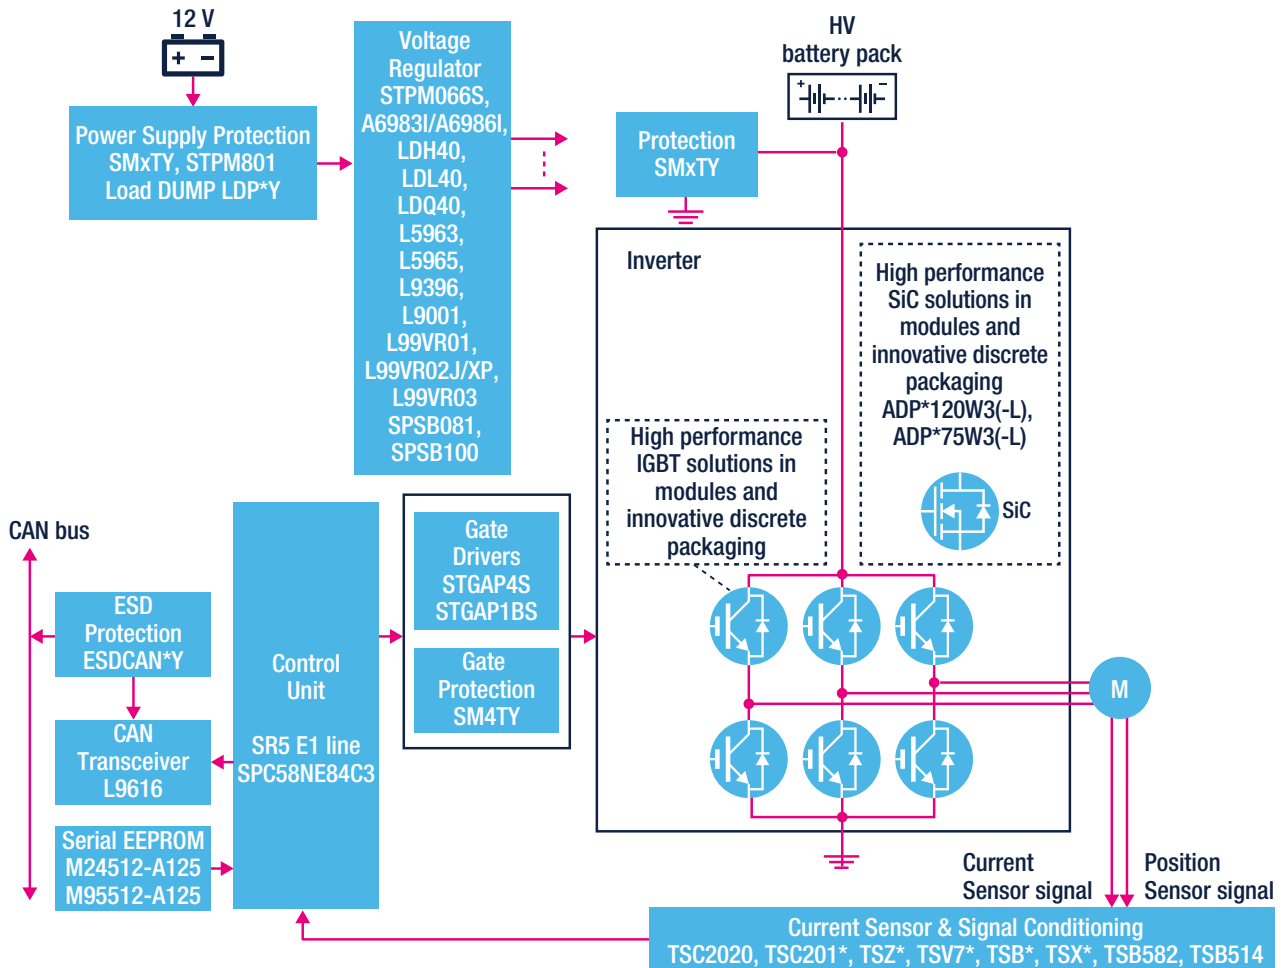 12 V
Power Supply Protection
SMxTY, STPM801
Load DUMP LDP*Y
Voltage
Regulator
STPM066S,
A6983I/A6986I,
LDH40,
LDL40,
LDQ40,
L5963,
L5965,
L9396,
L9001,
L99VR01,
L99VR02J/XP,
L99VR03
SPSB081,
SPSB100
HV
battery pack
+
-
Protection
SMxTY
Inverter
High performance
SiC solutions in
modules and
innovative discrete
packaging
ADP*120W3(-L),
ADP*75W3(-L)
SiC
High performance
IGBT solutions in
modules and
innovative discrete
packaging
CAN bus
ESD
Protection
ESDCAN*Y
CAN
Transceiver
L9616
Serial EEPROM
M24512-A125
M95512-A125
Control
Unit
SR5 E1 line
SPC58NE84C3
Gate
Drivers
STGAP4S
STGAP1BS
Gate
Protection
SM4TY
M
Current
Sensor signal
Position
Sensor signal
Current Sensor & Signal Conditioning
TSC2020, TSC201*, TSZ*, TSV7*, TSB*, TSX*, TSB582, TSB514